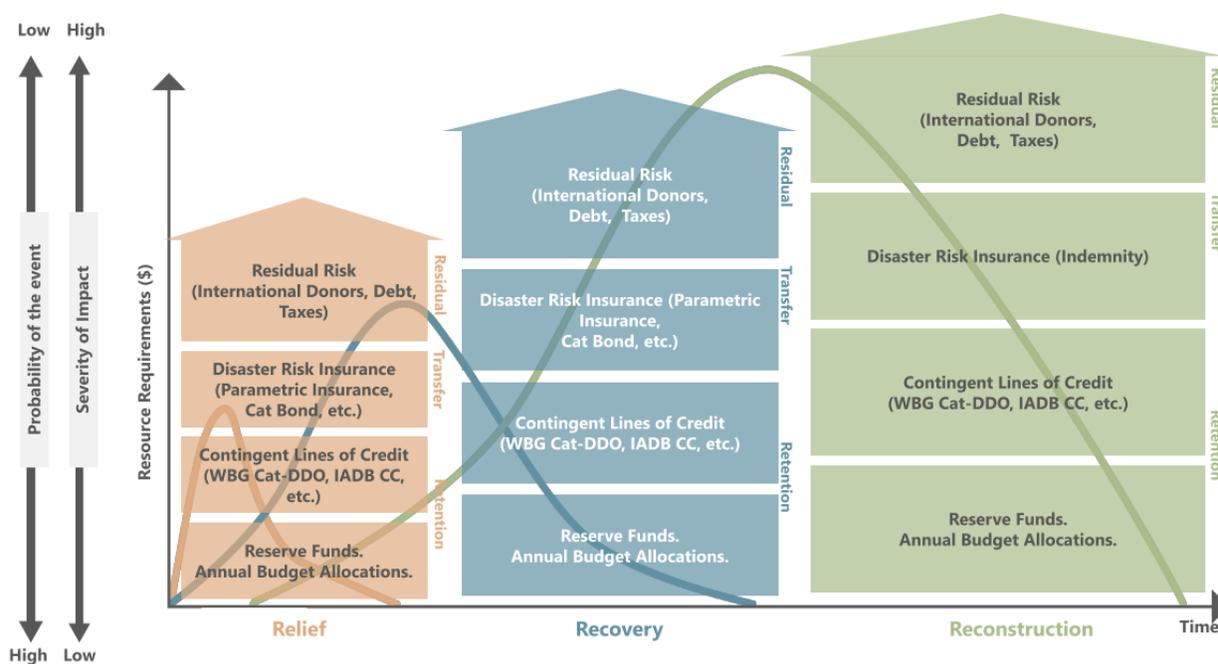 Low
High
Probability of the event
Severity of Impact
High
Low
Resource Requirements ($)
Residual Risk
(International Donors, Debt,
Taxes)
Residual
Disaster Risk Insurance
(Parametric Insurance,
Cat Bond, etc.)
Transfer
Contingent Lines of Credit
(WBG Cat-DDO, IADB CC,
etc.)
Retention
Reserve Funds.
Annual Budget Allocations.
Relief
Residual Risk
(International Donors,
Debt, Taxes)
Residual
Disaster Risk Insurance (Parametric
Insurance,
Cat Bond, etc.)
Transfer
Contingent Lines of Credit
(WBG Cat-DDO, IADB CC, etc.)
Retention
Reserve Funds.
Annual Budget Allocations.
Recovery
Residual Risk
(International Donors,
Debt, Taxes)
Residual
Disaster Risk Insurance (Indemnity)
Transfer
Contingent Lines of Credit
(WBG Cat-DDO, IADB CC, etc.)
Retention
Reserve Funds.
Annual Budget Allocations.
Reconstruction
Time